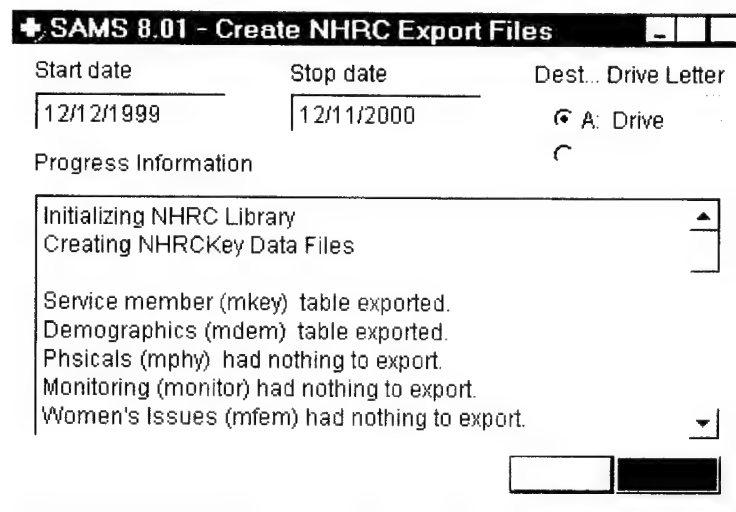 SAMS 8.01 - Create NHRC Export Files
Start date Stop date Dest... Drive Letter
12/12/1999 12/11/2000 A: Drive
Progress Information
Initializing NHRC Library
Creating NHRCKey Data Files
Service member (mkey) table exported.
Demographics (mdem) table exported.
Phsicals (mphy) had nothing to export.
Monitoring (monitor) had nothing to export.
Women's Issues (mfem) had nothing to export.